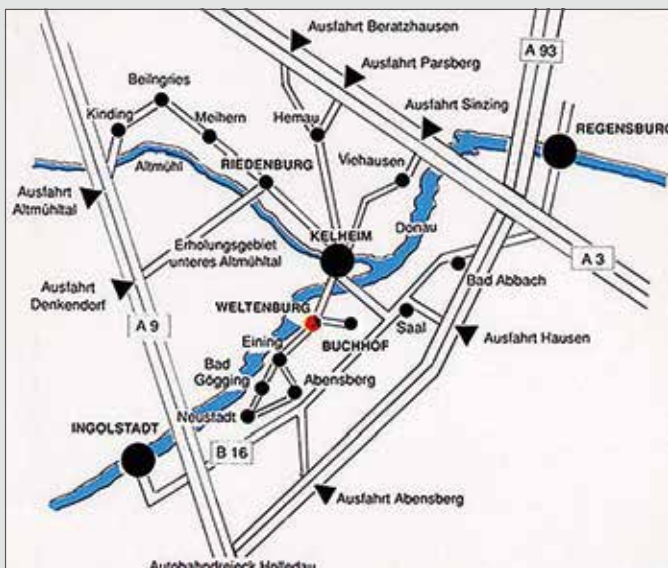 Ausfahrt Beratzhausen
A 93
Ausfahrt Parsberg
Beilngries
Ausfahrt Sinzing
Kinding
Meihern
Hemau
REGENSBURG
Altmühl
RIEDENBURG
Viehausen
Ausfahrt
Altmühltal
Donau
Erholungsgebiet
unteres Altmühltal
KELHEIM
A 3
Bad Abbach
Ausfahrt
Denkendorf
A 9
WELTENBURG
Saal
BUCHHOF
Ausfahrt Hausen
Eining
Bad
Gögging
Abensberg
Neustadt
INGOLSTADT
B 16
Ausfahrt Abensberg
Autobahndreieck Holledau